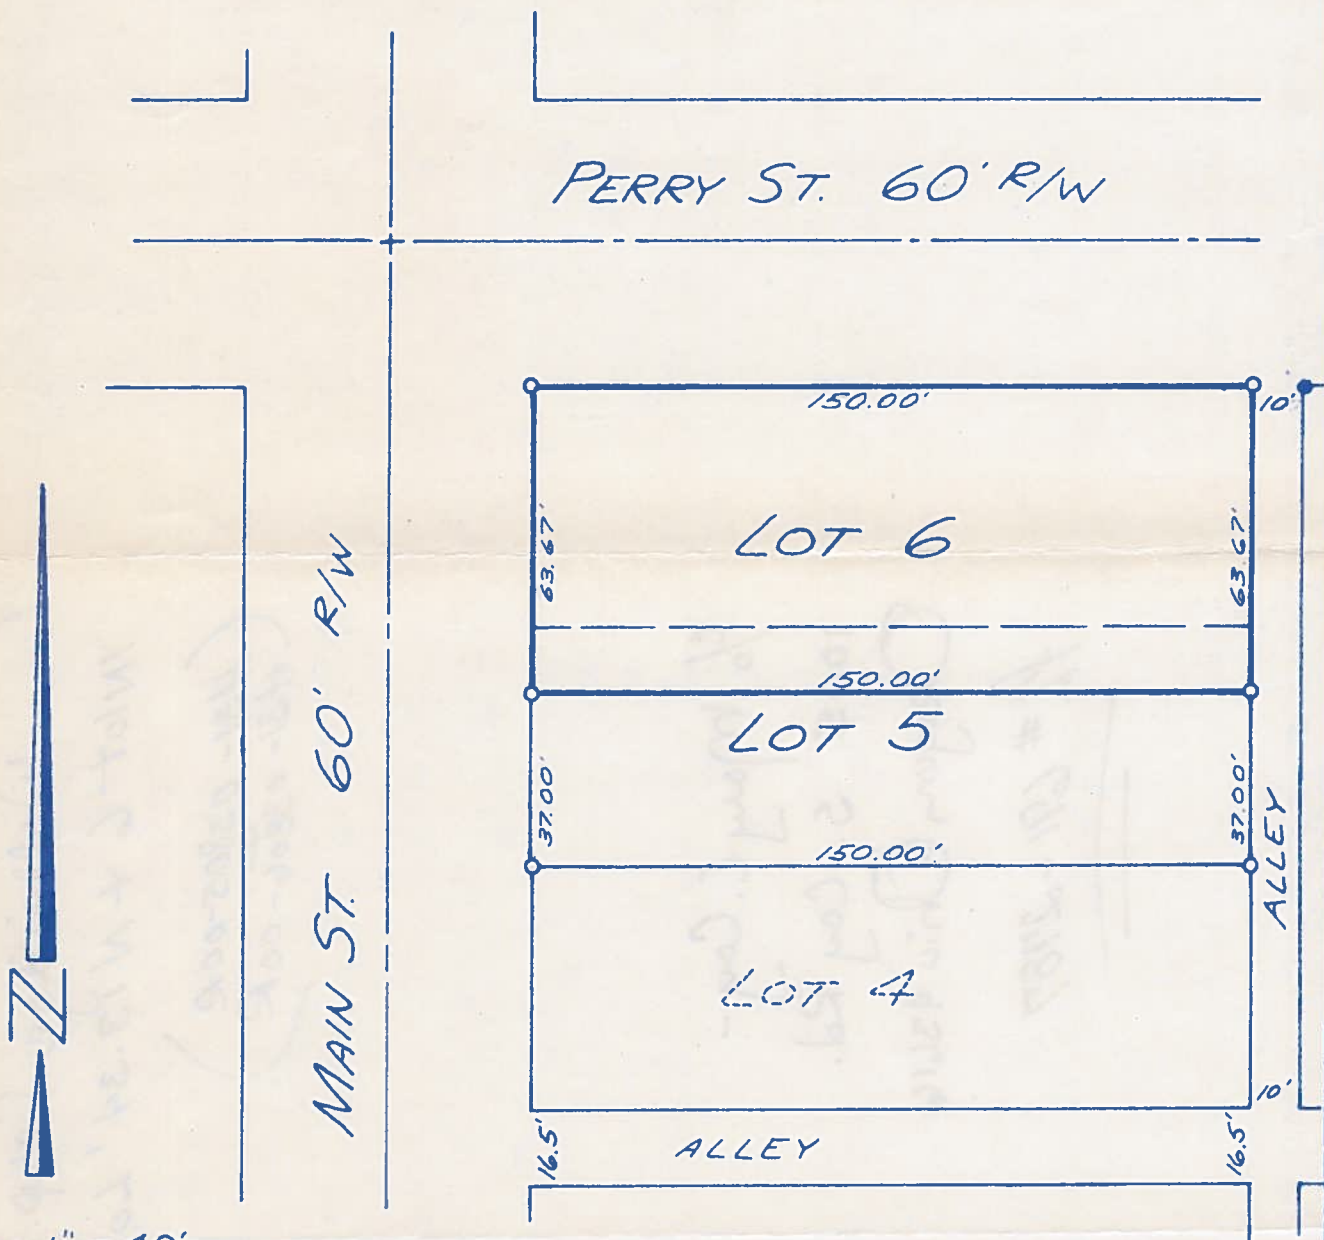 PERRY ST. 60' R/W
150.00'
10'
63.67'
63.67'
LOT 6
150.00'
LOT 5
37.00'
37.00'
150.00'
MAIN ST. 60' R/W
ALLEY
N
LOT 4
10'
16.5'
ALLEY
16.5'